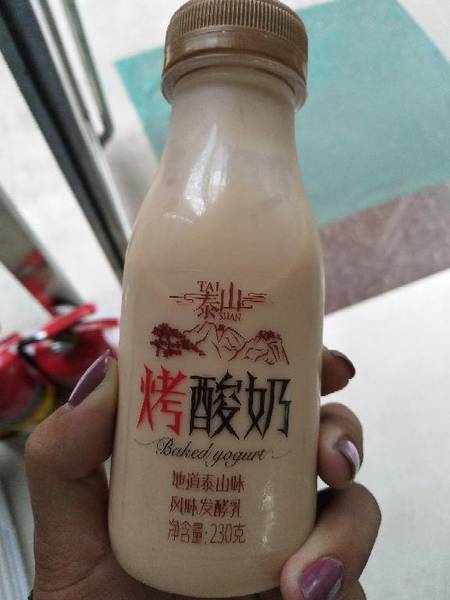 TAI
泰山
SHAN
烤酸奶
Baked yogurt
地道泰山味
风味发酵乳
净含量:230克